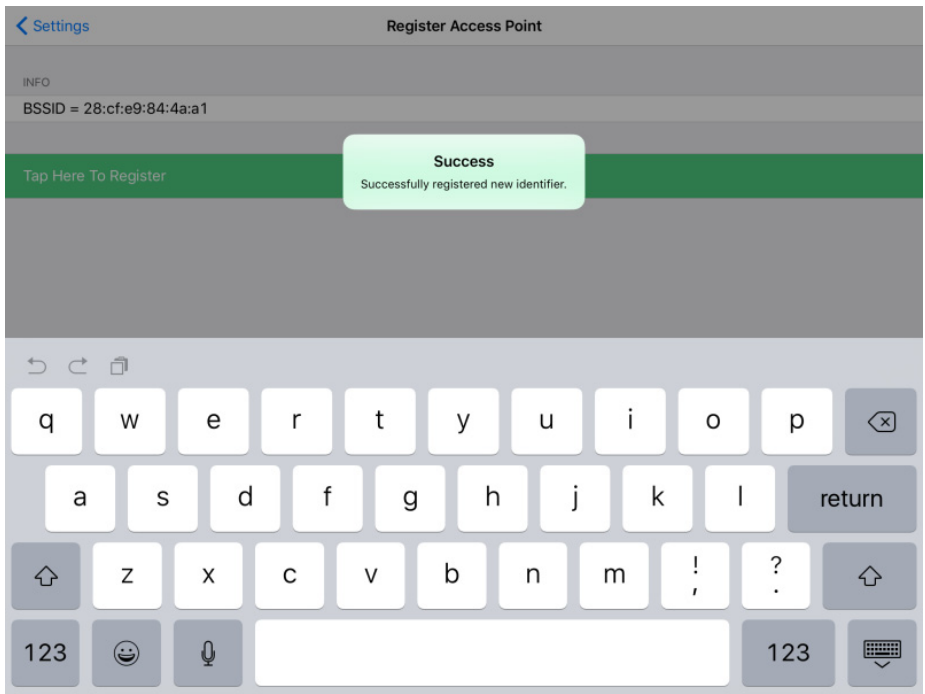 Settings
Register Access Point
INFO
BSSID = 28:cf:e9:84:4a:a1
Tap Here To Register
Success
Successfully registered new identifier.
q w e r t y u i o p
a s d f g h j k l return
z x c v b n m ! , ? .
123 123